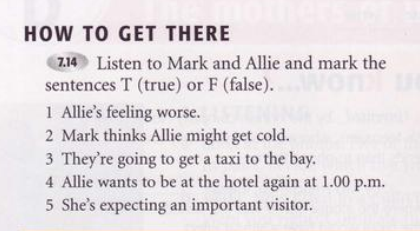 HOW TO GET THERE
7.14 Listen to Mark and Allie and mark the
sentences T (true) or F (false).
1 Allie's feeling worse.
2 Mark thinks Allie might get cold.
3 They're going to get a taxi to the bay.
4 Allie wants to be at the hotel again at 1.00 p.m.
5 She's expecting an important visitor.